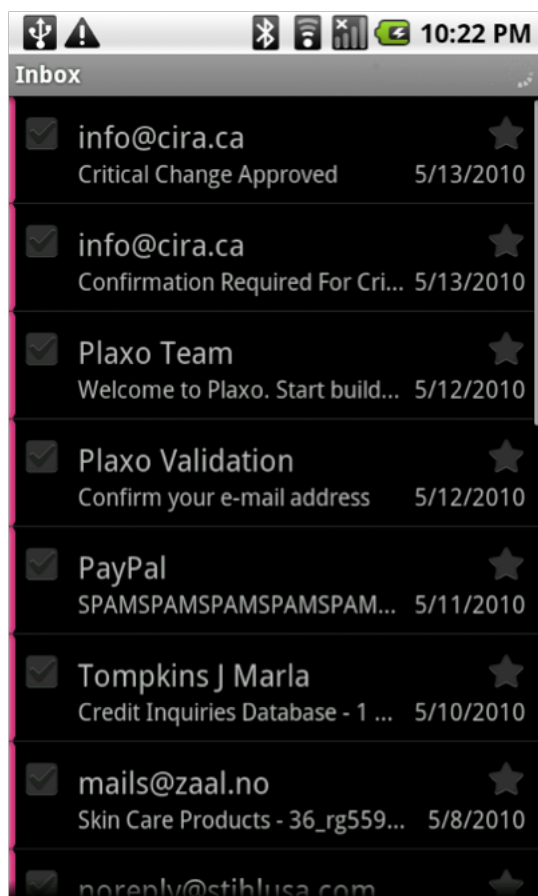 10:22 PM
Inbox
info@cira.ca
Critical Change Approved 5/13/2010
info@cira.ca
Confirmation Required For Cri... 5/13/2010
Plaxo Team
Welcome to Plaxo. Start build... 5/12/2010
Plaxo Validation
Confirm your e-mail address 5/12/2010
PayPal
SPAMSPAMSPAMSPAMSPAM... 5/11/2010
Tompkins J Marla
Credit Inquiries Database - 1 ... 5/10/2010
mails@zaal.no
Skin Care Products - 36_rg559... 5/8/2010
noreply@stihlusa.com